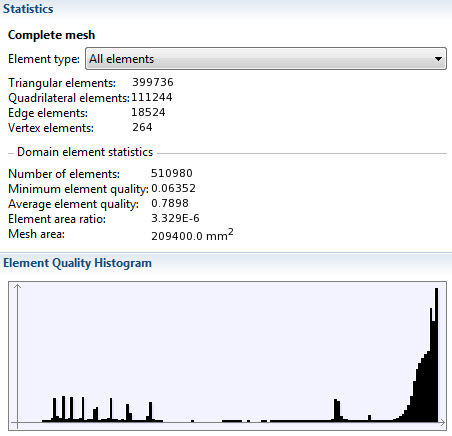 Statistics
Complete mesh
Element type: All elements
Triangular elements: 399736
Quadrilateral elements: 111244
Edge elements: 18524
Vertex elements: 264
Domain element statistics
Number of elements: 510980
Minimum element quality: 0.06352
Average element quality: 0.7898
Element area ratio: 3.329E-6
Mesh area: 209400.0 mm²
Element Quality Histogram